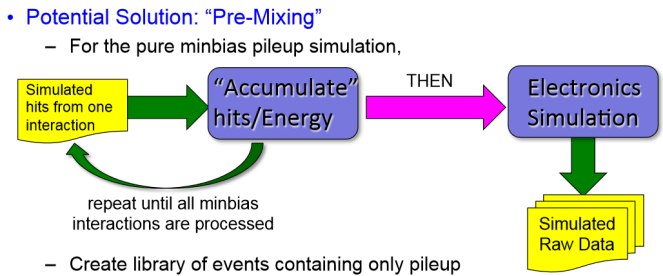 • Potential Solution: “Pre-Mixing”
– For the pure minbias pileup simulation,
Simulated
hits from one
interaction
“Accumulate”
hits/Energy
THEN
Electronics
Simulation
repeat until all minbias
interactions are processed
Simulated
Raw Data
– Create library of events containing only pileup